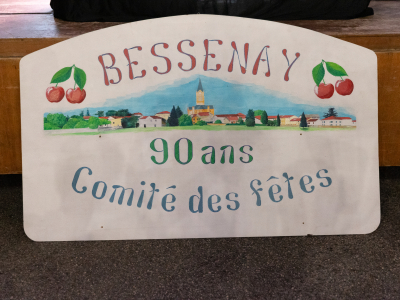 BESSENAY
90 ans
Comité des fêtes